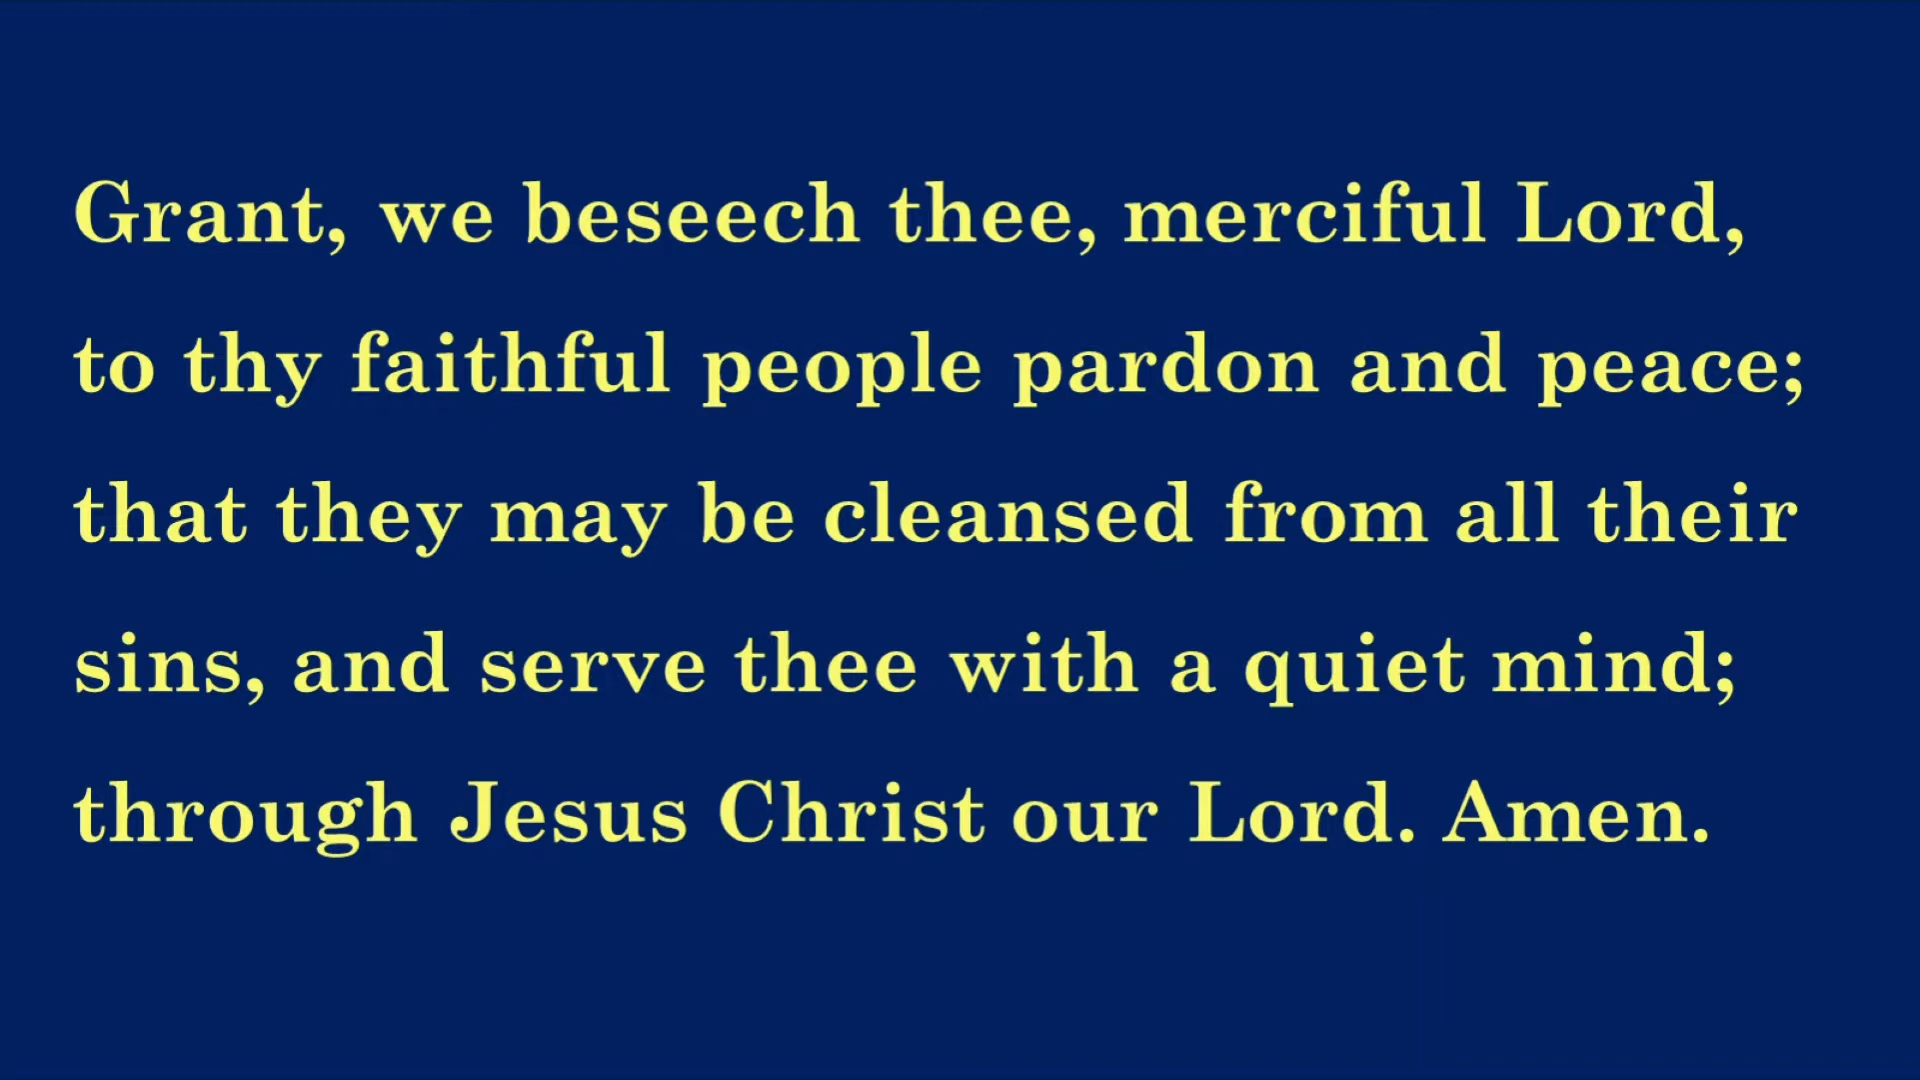 Grant, we beseech thee, merciful Lord,
to thy faithful people pardon and peace;
that they may be cleansed from all their
sins, and serve thee with a quiet mind;
through Jesus Christ our Lord. Amen.